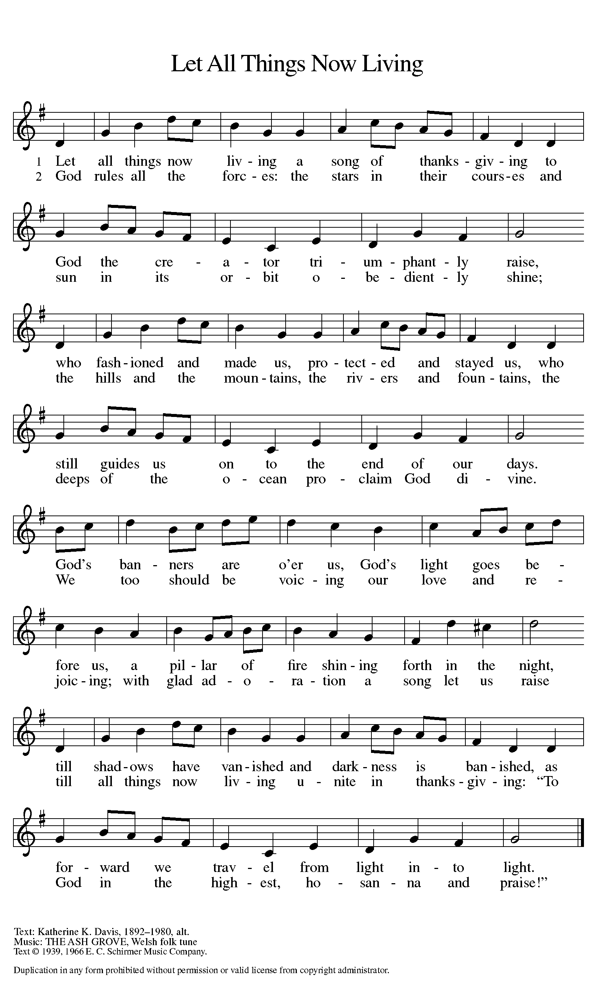 Let All Things Now Living
1 Let all things now liv - ing a song of thanks - giv - ing to
2 God rules all the forc - es: the stars in their cours - es and
God the cre - a - tor tri - um - phant - ly raise,
sun in its or - bit o - be - dient - ly shine;
who fash - ioned and made us, pro - tect - ed and stayed us, who
the hills and the moun - tains, the riv - ers and foun - tains, the
still guides us on to the end of our days.
deeps of the o - cean pro - claim God di - vine.
God's ban - ners are o'er us, God's light goes be -
We too should be voic - ing our love and re -
fore us, a pil - lar of fire shin - ing forth in the night,
joic - ing; with glad ad - o - ra - tion a song let us raise
till shad - ows have van - ished and dark - ness is ban - ished, as
till all things now liv - ing u - nite in thanks - giv - ing: “To
for - ward we trav - el from light in - to light.
God in the high - est, ho - san - na and praise!”
Text: Katherine K. Davis, 1892–1980, alt.
Music: THE ASH GROVE, Welsh folk tune
Text © 1939, 1966 E. C. Schirmer Music Company.
Duplication in any form prohibited without permission or valid license from copyright administrator.